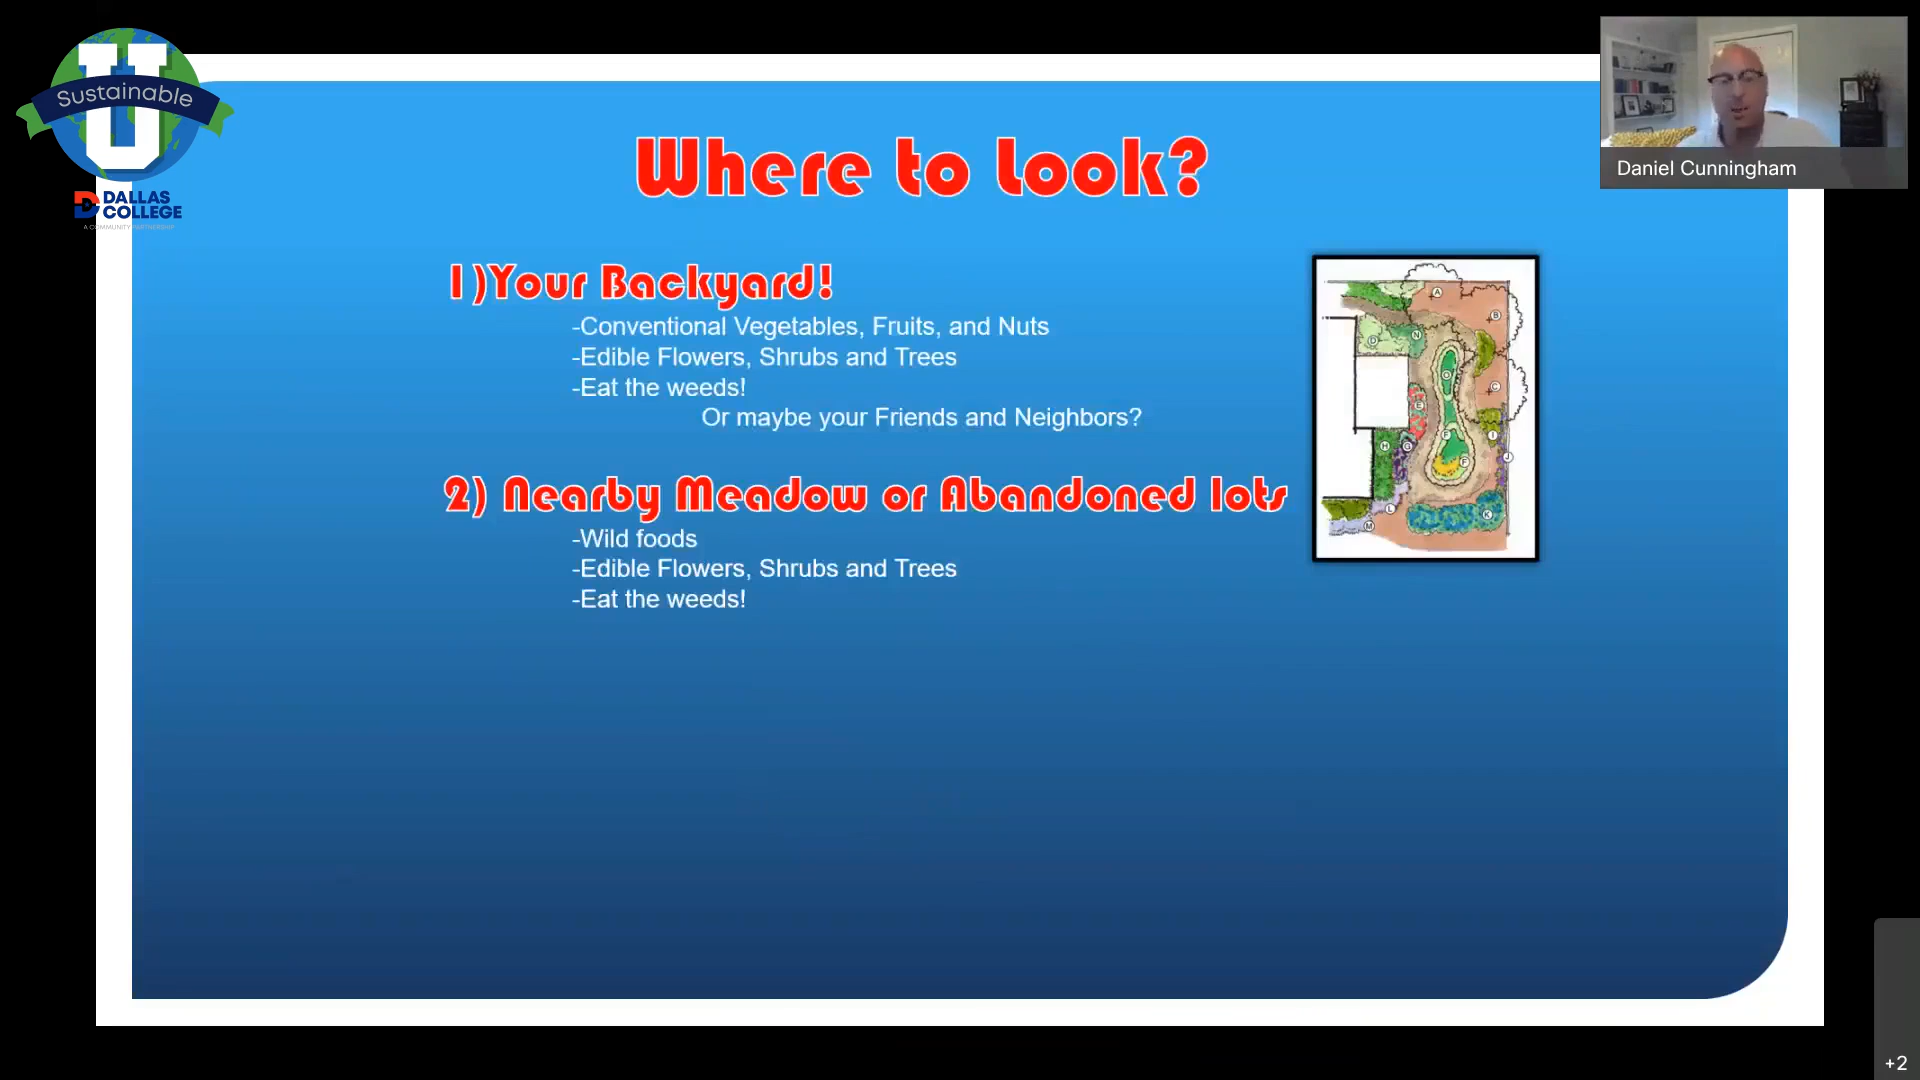 Sustainable
U
DALLAS
COLLEGE
A COMMUNITY PARTNERSHIP
Daniel Cunningham
Where to Look?
1)Your Backyard!
-Conventional Vegetables, Fruits, and Nuts
-Edible Flowers, Shrubs and Trees
-Eat the weeds!
Or maybe your Friends and Neighbors?
2) Nearby Meadow or Abandoned lots
-Wild foods
-Edible Flowers, Shrubs and Trees
-Eat the weeds!
A
B
N
D
C
E
F
I
H
G
J
F
K
L
M
+2